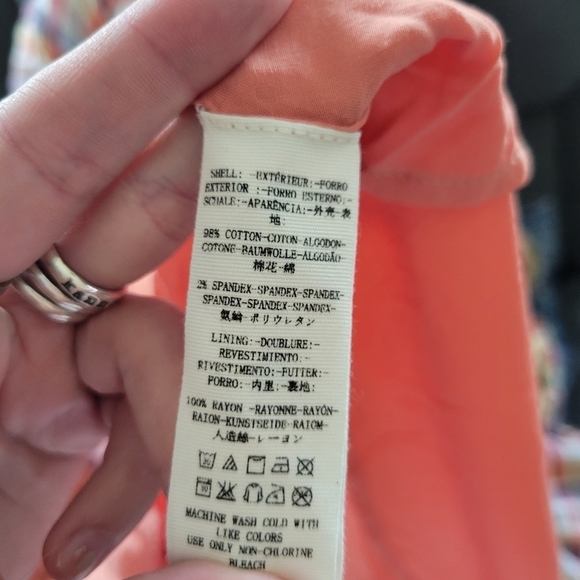 SHELL: -EXTÉRIEUR:-FORRO
EXTERIOR :-FORRO ESTERNO:-
SCHALE:-APARÊNCIA:-外壳-表
地:
98% COTTON-COTON-ALGODON-
COTONE-BAUMWOLLE-ALGODÃO
棉花-綿
2% SPANDEX-SPANDEX-SPANDEX-
SPANDEX-SPANDEX-SPANDEX-
氨綸-ポリウレタン
LINING:-DOUBLURE:-
REVESTIMIENTO:-
RIVESTIMENTO:-FUTTER:-
FORRO:-内里-裏地:
100% RAYON -RAYONNE-RAYÓN-
RAION-KUNSTSEIDE-RAIOM-
人造絲-レーヨン
MACHINE WASH COLD WITH
LIKE COLORS
USE ONLY NON-CHLORINE
BLEACH